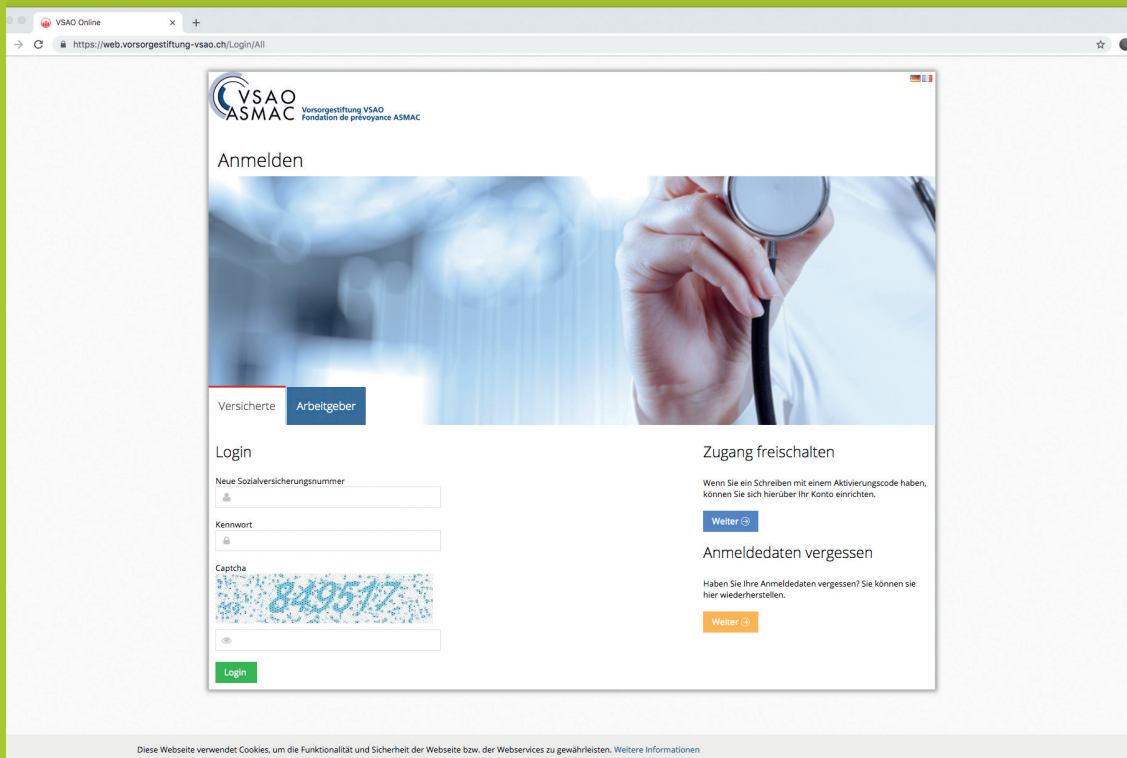 VSAO Online
https://web.vorsorgestiftung-vsao.ch/Login/All
VSAO
ASMAC
Vorsorgestiftung VSAO
Fondation de prévoyance ASMAC
Anmelden
Versicherte
Arbeitgeber
Login
Neue Sozialversicherungsnummer
Kennwort
Captcha
849517
Login
Zugang freischalten
Wenn Sie ein Schreiben mit einem Aktivierungscode haben,
können Sie sich hierüber Ihr Konto einrichten.
Weiter
Anmeldedaten vergessen
Haben Sie Ihre Anmeldedaten vergessen? Sie können sie
hier wiederherstellen.
Weiter
Diese Webseite verwendet Cookies, um die Funktionalität und Sicherheit der Webseite bzw. der Webservices zu gewährleisten. Weitere Informationen